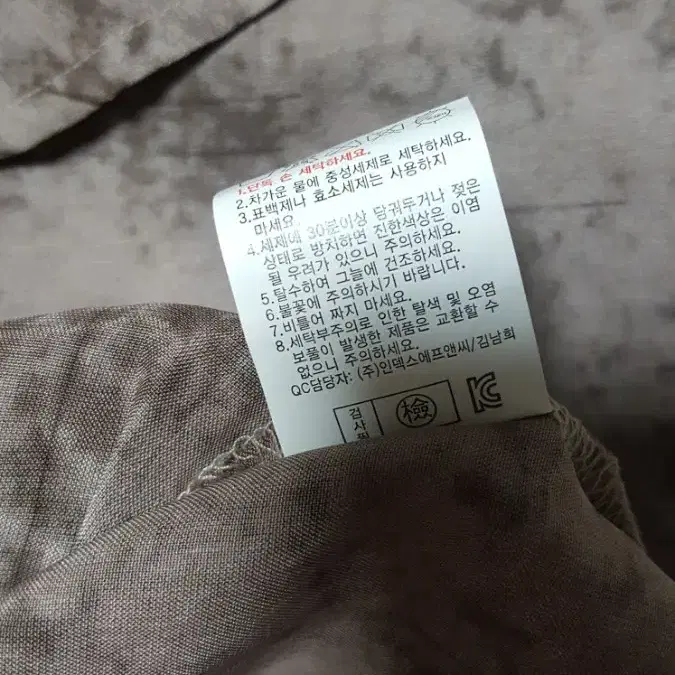 1.단독 손 세탁하세요.
2.차가운 물에 중성세제로 세탁하세요.
3.표백제나 효소세제는 사용하지
마세요.
4.세제에 30분이상 담궈두거나 젖은
상태로 방치하면 진한색상은 이염
될 우려가 있으니 주의하세요.
5.탈수하여 그늘에 건조하세요.
6.불꽃에 주의하시기 바랍니다.
7.비틀어 짜지 마세요.
8.세탁부주의로 인한 탈색 및 오염
보풀이 발생한 제품은 교환할 수
없으니 주의하세요.
QC담당자: (주)인덱스에프앤씨/김남희
검사필
檢